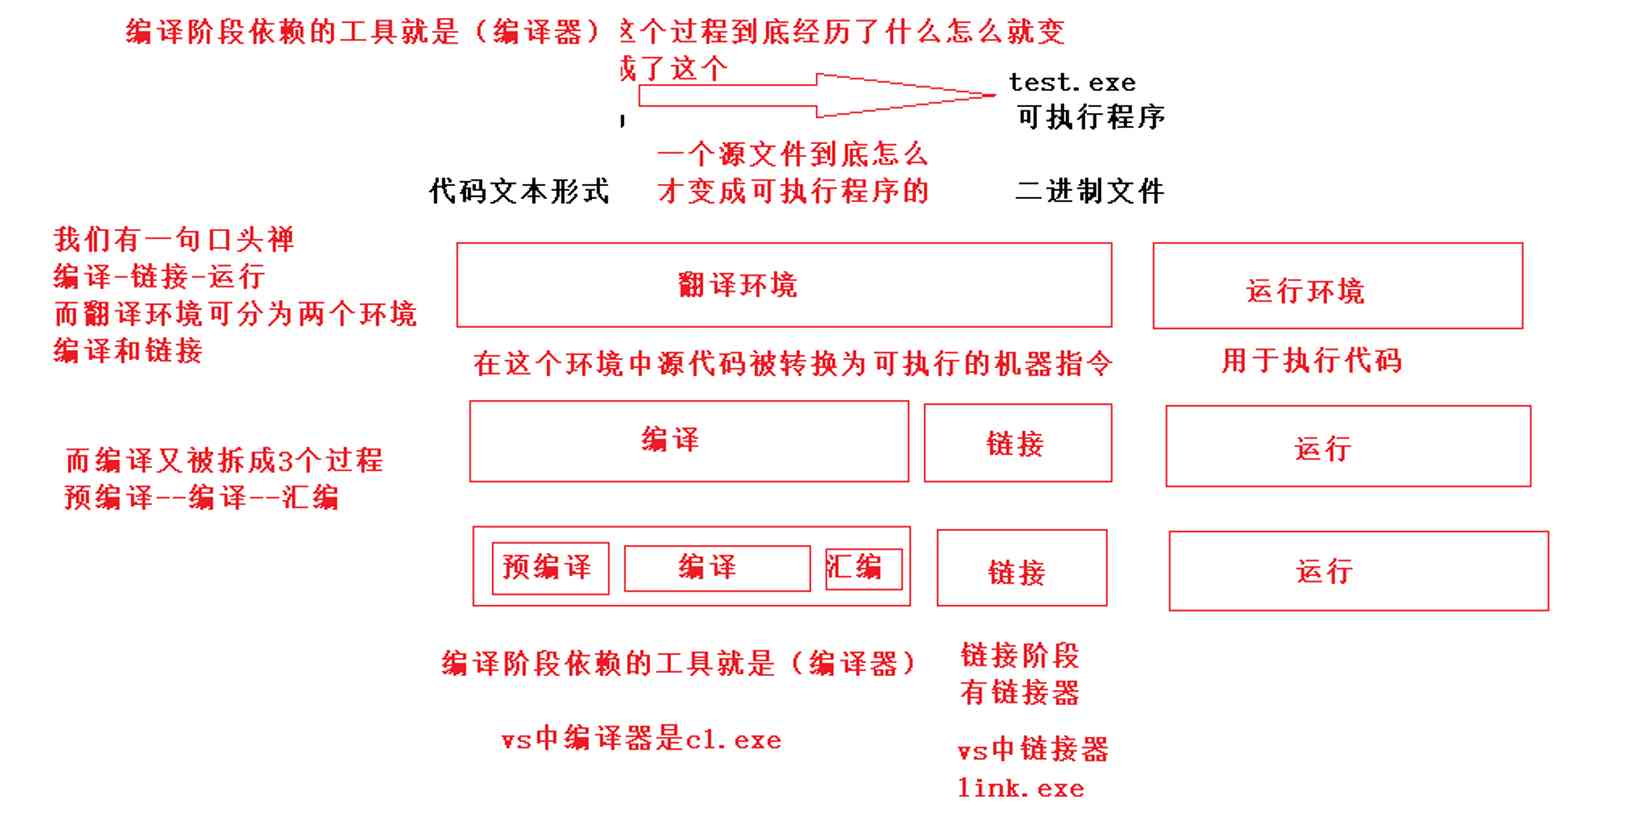 编译阶段依赖的工具就是（编译器）
这个过程到底经历了什么怎么就变
成了这个
test.exe
可执行程序
一个源文件到底怎么
才变成可执行程序的
代码文本形式
二进制文件
我们有一句口头禅
编译-链接-运行
而翻译环境可分为两个环境
编译和链接
翻译环境
运行环境
在这个环境中源代码被转换为可执行的机器指令
用于执行代码
编译
链接
运行
而编译又被拆成3个过程
预编译--编译--汇编
预编译
编译
汇编
链接
运行
编译阶段依赖的工具就是（编译器）
链接阶段
有链接器
vs中编译器是cl.exe
vs中链接器
link.exe